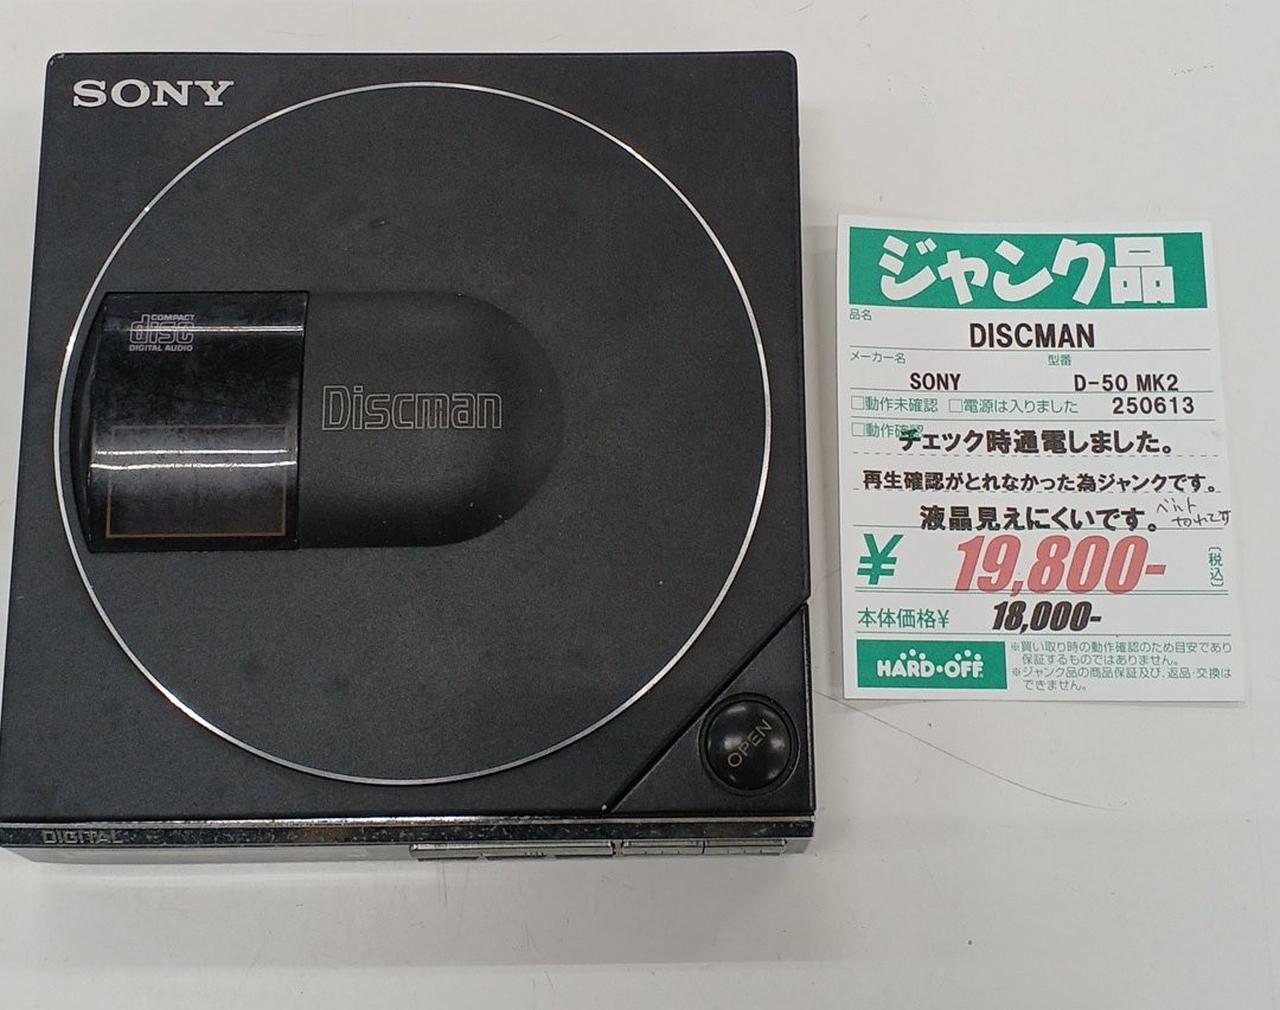 SONY
COMPACT
disc
DIGITAL AUDIO
Discman
OPEN
DIGITAL
ジャンク品
品名
DISCMAN
メーカー名 型番
SONY D-50 MK2
□動作未確認 □電源は入りました 250613
□動作確認
チェック時通電しました。
再生確認がとれなかった為ジャンクです。
液晶見えにくいです。
ベルト
切れです
¥ 19,800- (税込)
本体価格¥ 18,000-
HARD・OFF
※買い取り時の動作確認のため目安であり
保証するものではありません。
※ジャンク品の商品保証及び、返品・交換は
できません。